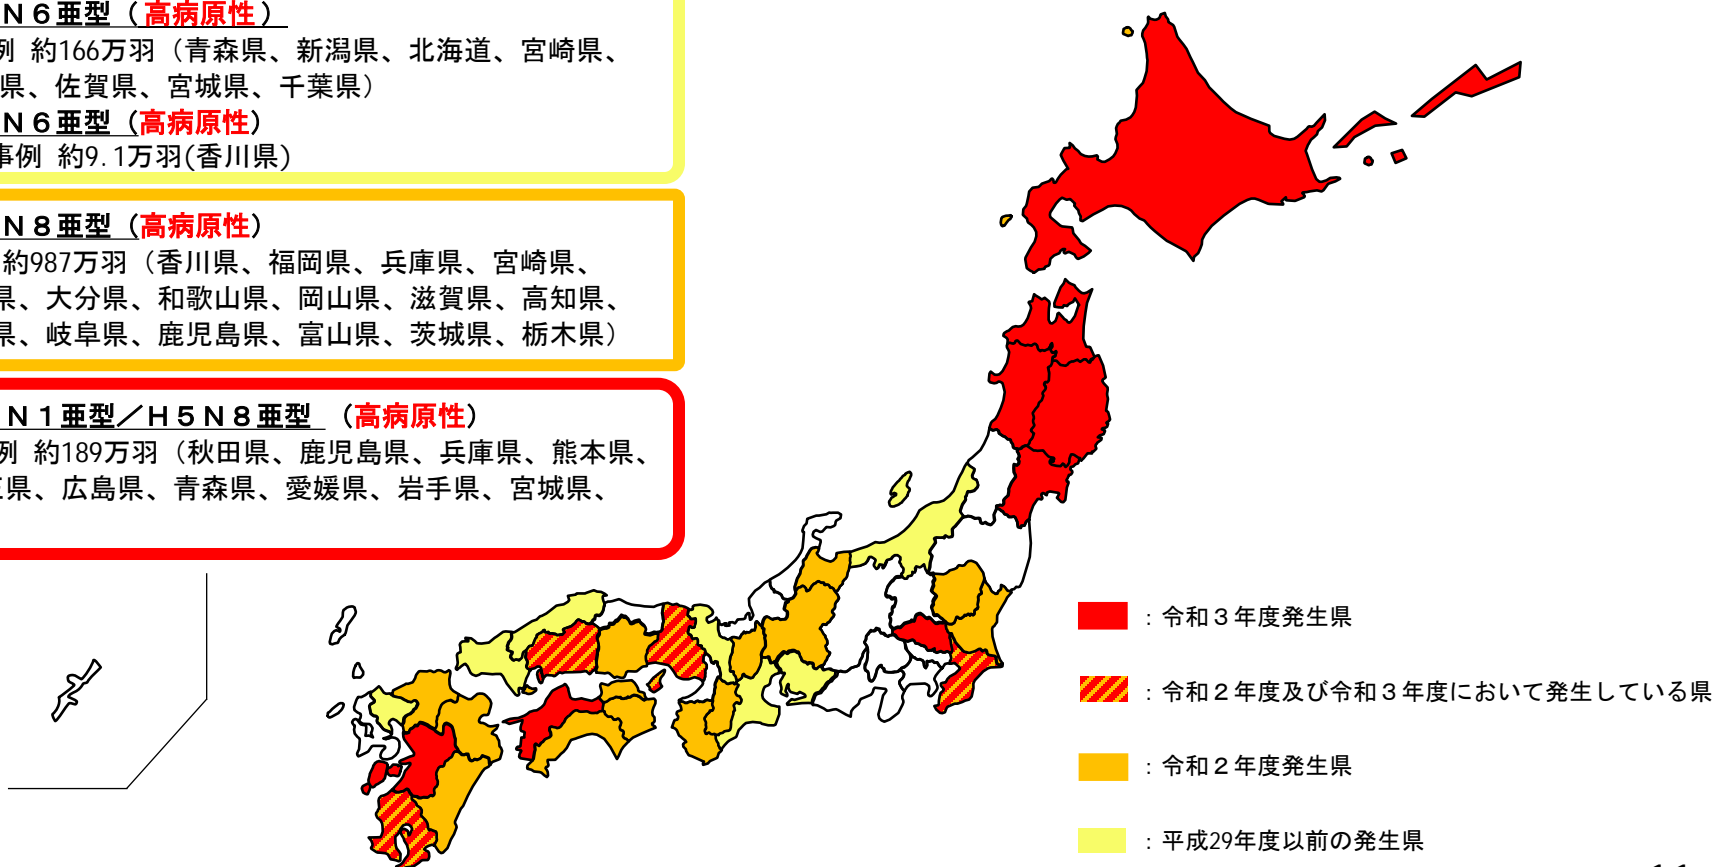 Ｎ６亜型（高病原性）
例 約166万羽（青森県、新潟県、北海道、宮崎県、
県、佐賀県、宮城県、千葉県）
Ｎ６亜型（高病原性）
事例 約9.1万羽(香川県)
Ｎ８亜型（高病原性）
約987万羽（香川県、福岡県、兵庫県、宮崎県、
県、大分県、和歌山県、岡山県、滋賀県、高知県、
県、岐阜県、鹿児島県、富山県、茨城県、栃木県）
Ｎ１亜型／Ｈ５Ｎ８亜型 （高病原性）
例 約189万羽（秋田県、鹿児島県、兵庫県、熊本県、
県、広島県、青森県、愛媛県、岩手県、宮城県、
：令和３年度発生県
：令和２年度及び令和３年度において発生している県
：令和２年度発生県
：平成29年度以前の発生県